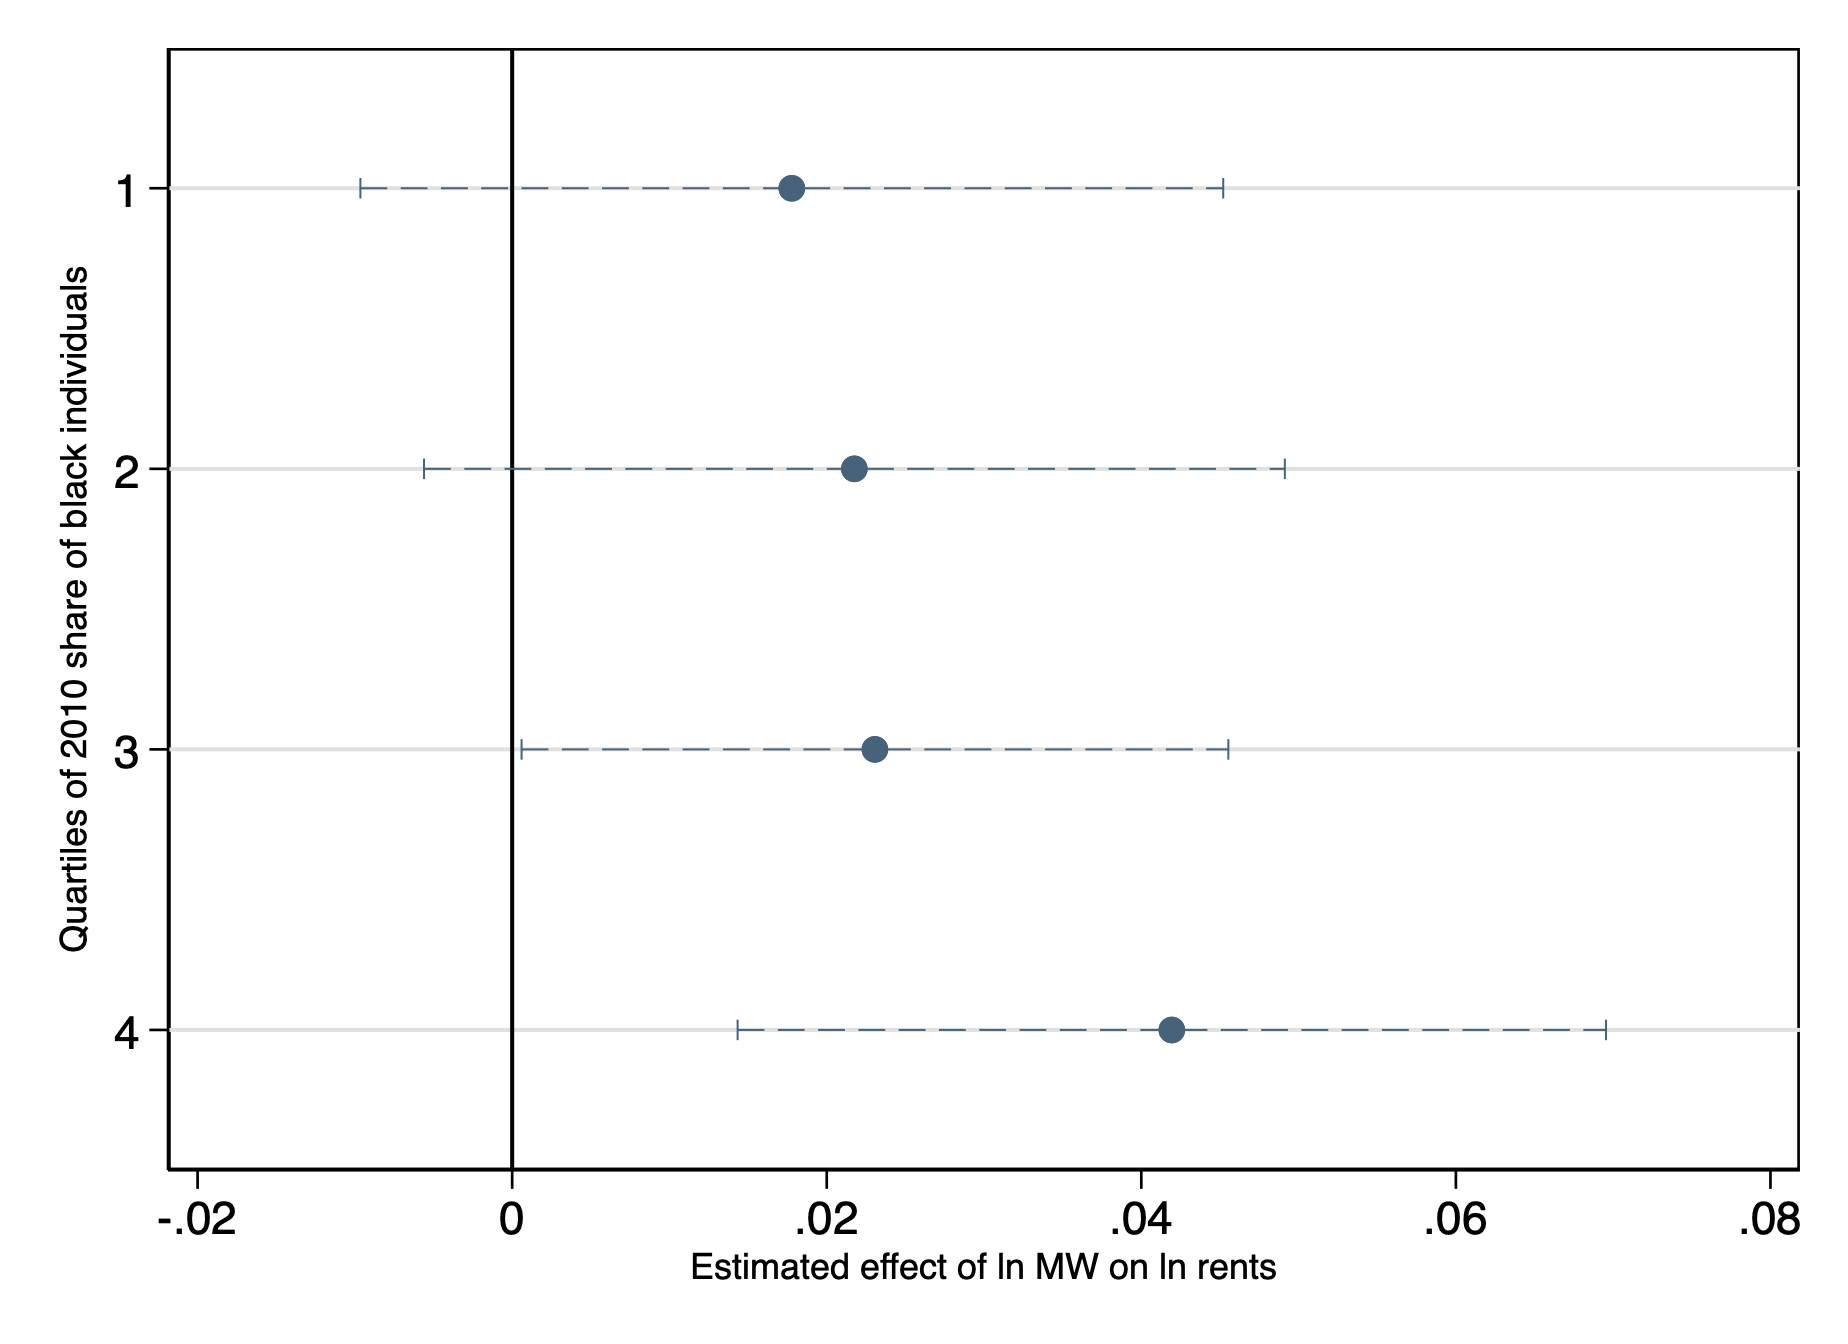 Quartiles of 2010 share of black individuals
1
2
3
4
-.02 0 .02 .04 .06 .08
Estimated effect of ln MW on ln rents